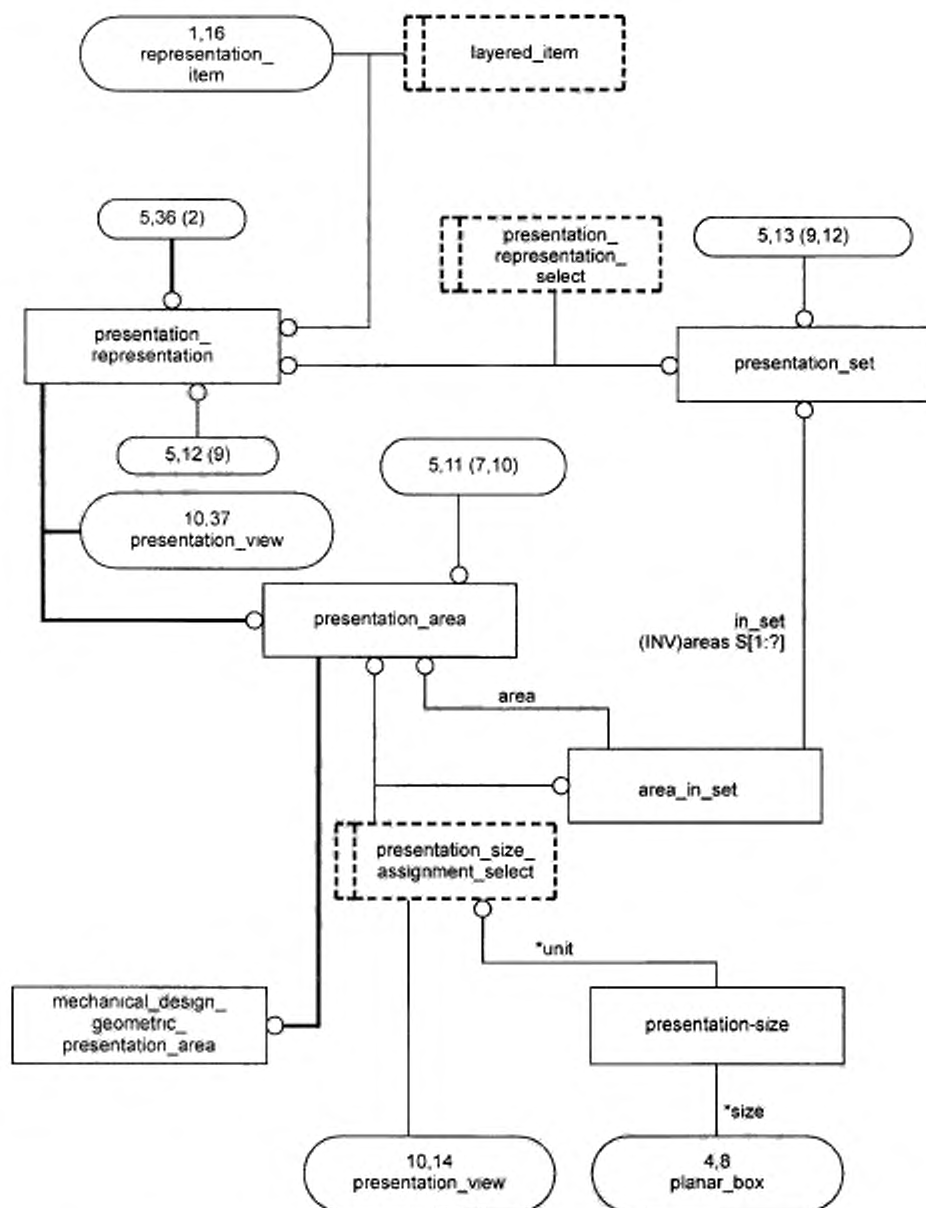 1,16
representation_
item
layered_item
5,36 (2)
presentation_
representation_
select
5,13 (9,12)
presentation_
representation
presentation_set
5,12 (9)
5,11 (7,10)
10,37
presentation_view
presentation_area
in_set
(INV)areas S[1:?]
area
area_in_set
presentation_size_
assignment_select
*unit
mechanical_design_
geometric_
presentation_area
presentation-size
*size
10,14
presentation_view
4,8
planar_box